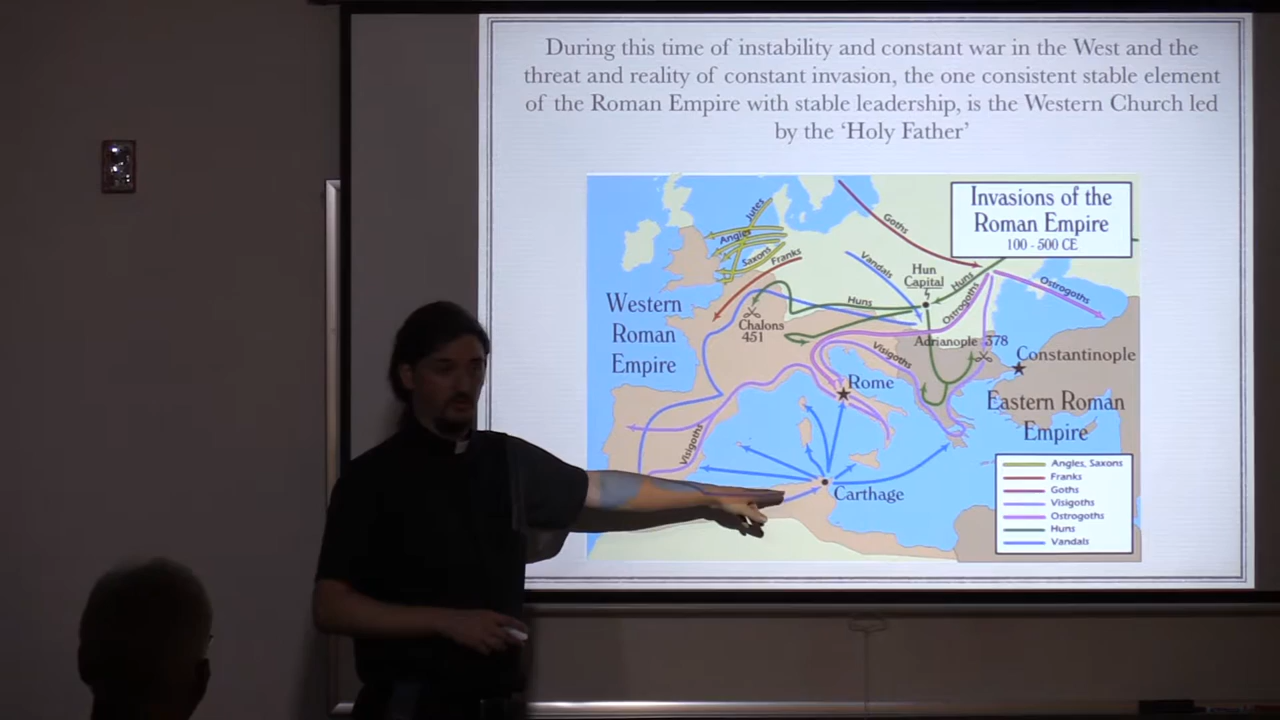 During this time of instability and constant war in the West and the
threat and reality of constant invasion, the one consistent stable element
of the Roman Empire with stable leadership, is the Western Church led
by the ‘Holy Father’
Invasions of the
Roman Empire
100 - 500 CE
Jutes
Angles
Saxons
Franks
Goths
Vandals
Hun
Capital
Huns
Huns
Ostrogoths
Ostrogoths
Western
Roman
Empire
Chalons
451
Adrianople 378
Visigoths
Constantinople
Rome
Eastern Roman
Empire
Visigoths
Carthage
Angles, Saxons
Franks
Goths
Visigoths
Ostrogoths
Huns
Vandals